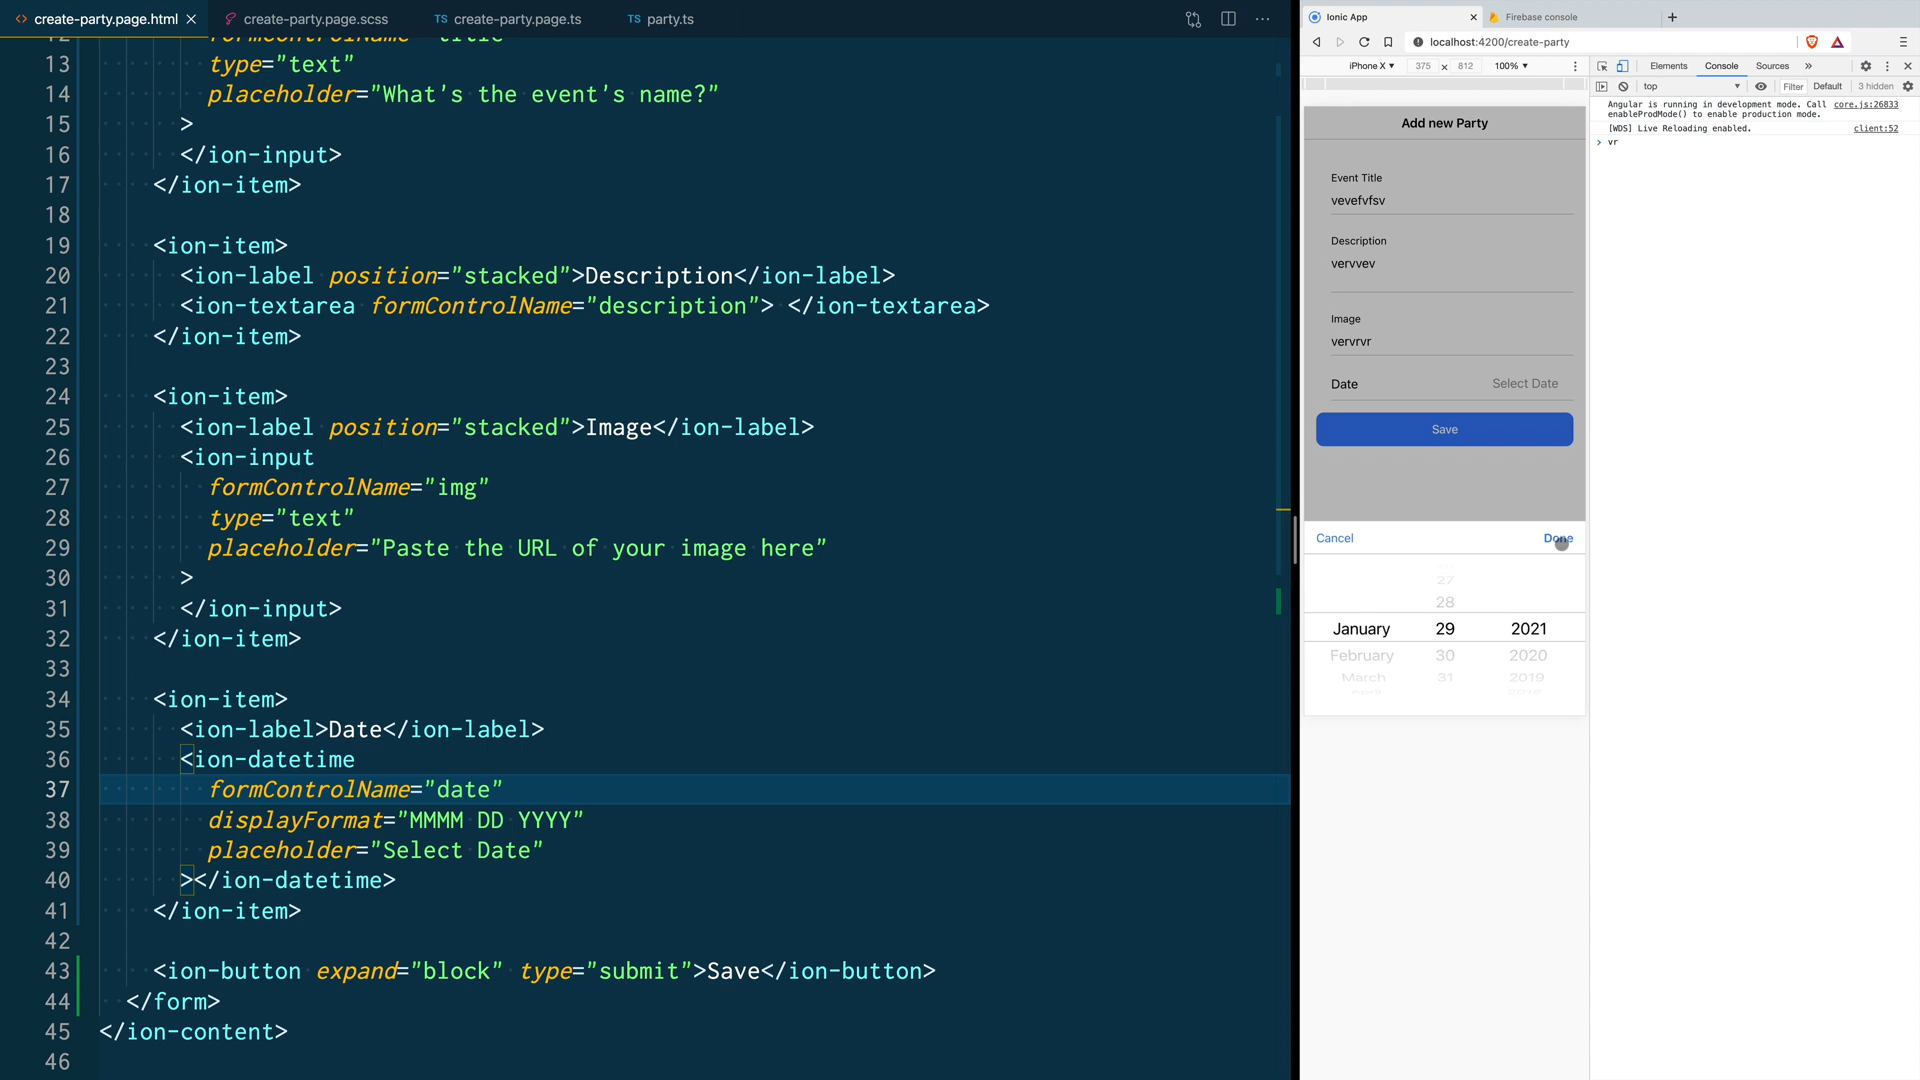 create-party.page.html
create-party.page.scss
TS create-party.page.ts
TS party.ts
12 formControlName="title"
13 type="text"
14 placeholder="What's the event's name?"
15 >
16 </ion-input>
17 </ion-item>
18
19 <ion-item>
20 <ion-label position="stacked">Description</ion-label>
21 <ion-textarea formControlName="description"> </ion-textarea>
22 </ion-item>
23
24 <ion-item>
25 <ion-label position="stacked">Image</ion-label>
26 <ion-input
27 formControlName="img"
28 type="text"
29 placeholder="Paste the URL of your image here"
30 >
31 </ion-input>
32 </ion-item>
33
34 <ion-item>
35 <ion-label>Date</ion-label>
36 <ion-datetime
37 formControlName="date"
38 displayFormat="MMMM DD YYYY"
39 placeholder="Select Date"
40 ></ion-datetime>
41 </ion-item>
42
43 <ion-button expand="block" type="submit">Save</ion-button>
44 </form>
45 </ion-content>
46
Ionic App
Firebase console
localhost:4200/create-party
iPhone X
375 x 812
100%
Add new Party
Event Title
vevefvfsv
Description
vervvev
Image
vervrvr
Date Select Date
Save
Cancel Done
27
28
January 29 2021
February 30 2020
March 31 2019
Elements Console Sources
top Filter Default 3 hidden
Angular is running in development mode. Call core.js:26833
enableProdMode() to enable production mode.
[WDS] Live Reloading enabled. client:52
> vr